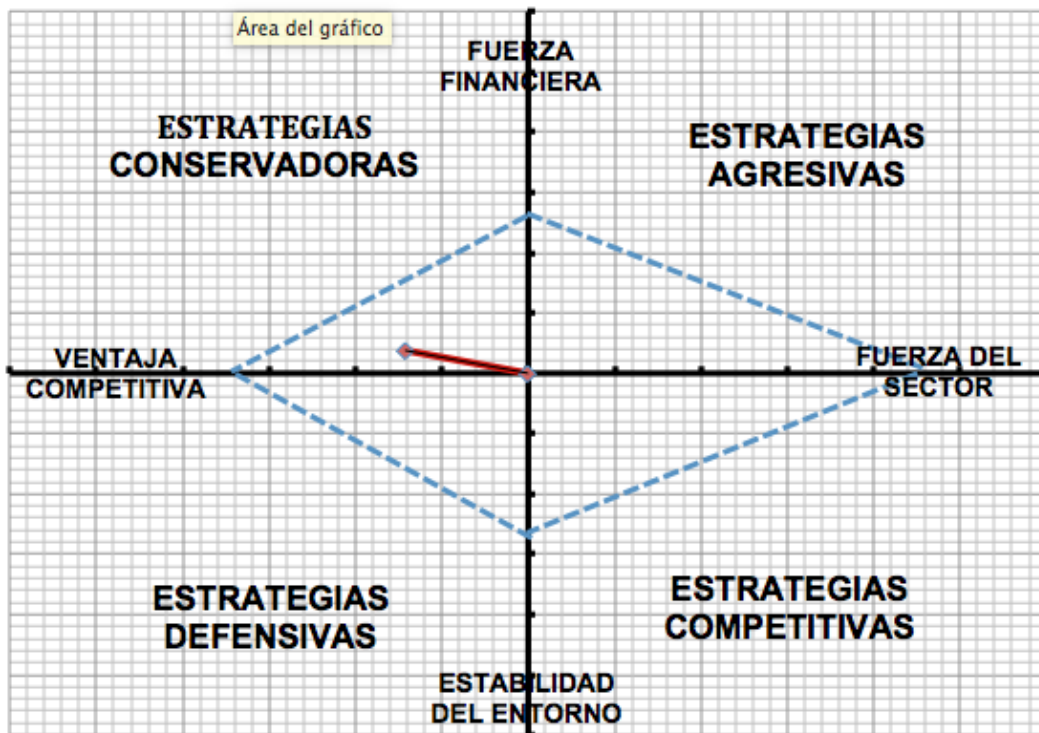 Área del gráfico
FUERZA
FINANCIERA
ESTRATEGIAS
CONSERVADORAS
ESTRATEGIAS
AGRESIVAS
VENTAJA
COMPETITIVA
FUERZA DEL
SECTOR
ESTRATEGIAS
DEFENSIVAS
ESTRATEGIAS
COMPETITIVAS
ESTABILIDAD
DEL ENTORNO